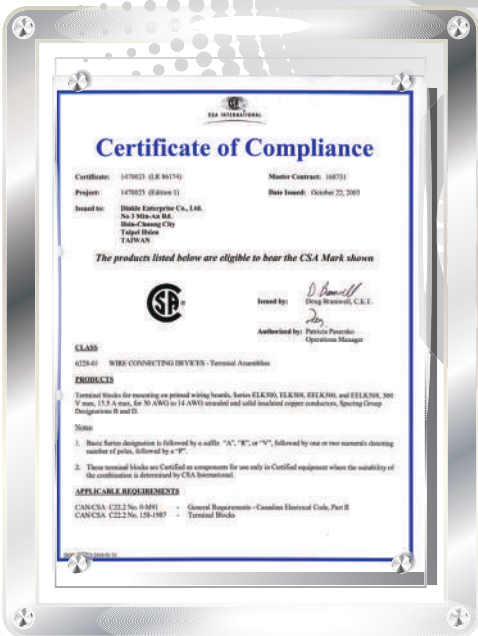 CSA INTERNATIONAL
Certificate of Compliance
Certificate: 1470023 (LR 86174)
Master Contract: 168751
Project: 1470023 (Edition 1)
Date Issued: October 22, 2003
Issued to: Dinkle Enterprise Co., Ltd.
No 3 Min-An Rd.
Hsin-Chuang City
Taipei Hsien
TAIWAN
The products listed below are eligible to bear the CSA Mark shown
Issued by: Doug Bramwell, C.E.T.
Authorized by: Patricia
Operations Manager
CLASS
6228-01 WIRE CONNECTING DEVICES - Terminal Assemblies
PRODUCTS
Terminal blocks for mounting on printed wiring boards, Series ELK500, ELK508, EELK500, and EELK508, 300
V max, 13.5 A max, for 30 AWG to 14 AWG stranded and solid insulated copper conductors, Spacing Group
Designations B and D.
Notes:
1. Basic Series designation is followed by a suffix "A", "R", or "V", followed by one or two numerals denoting
number of poles, followed by a "P".
2. These terminal blocks are Certified as components for use only in Certified equipment where the suitability of
the combination is determined by CSA International.
APPLICABLE REQUIREMENTS
CAN/CSA C22.2 No. 0-M91 - General Requirements - Canadian Electrical Code, Part II
CAN/CSA C22.2 No. 158-1987 - Terminal Blocks